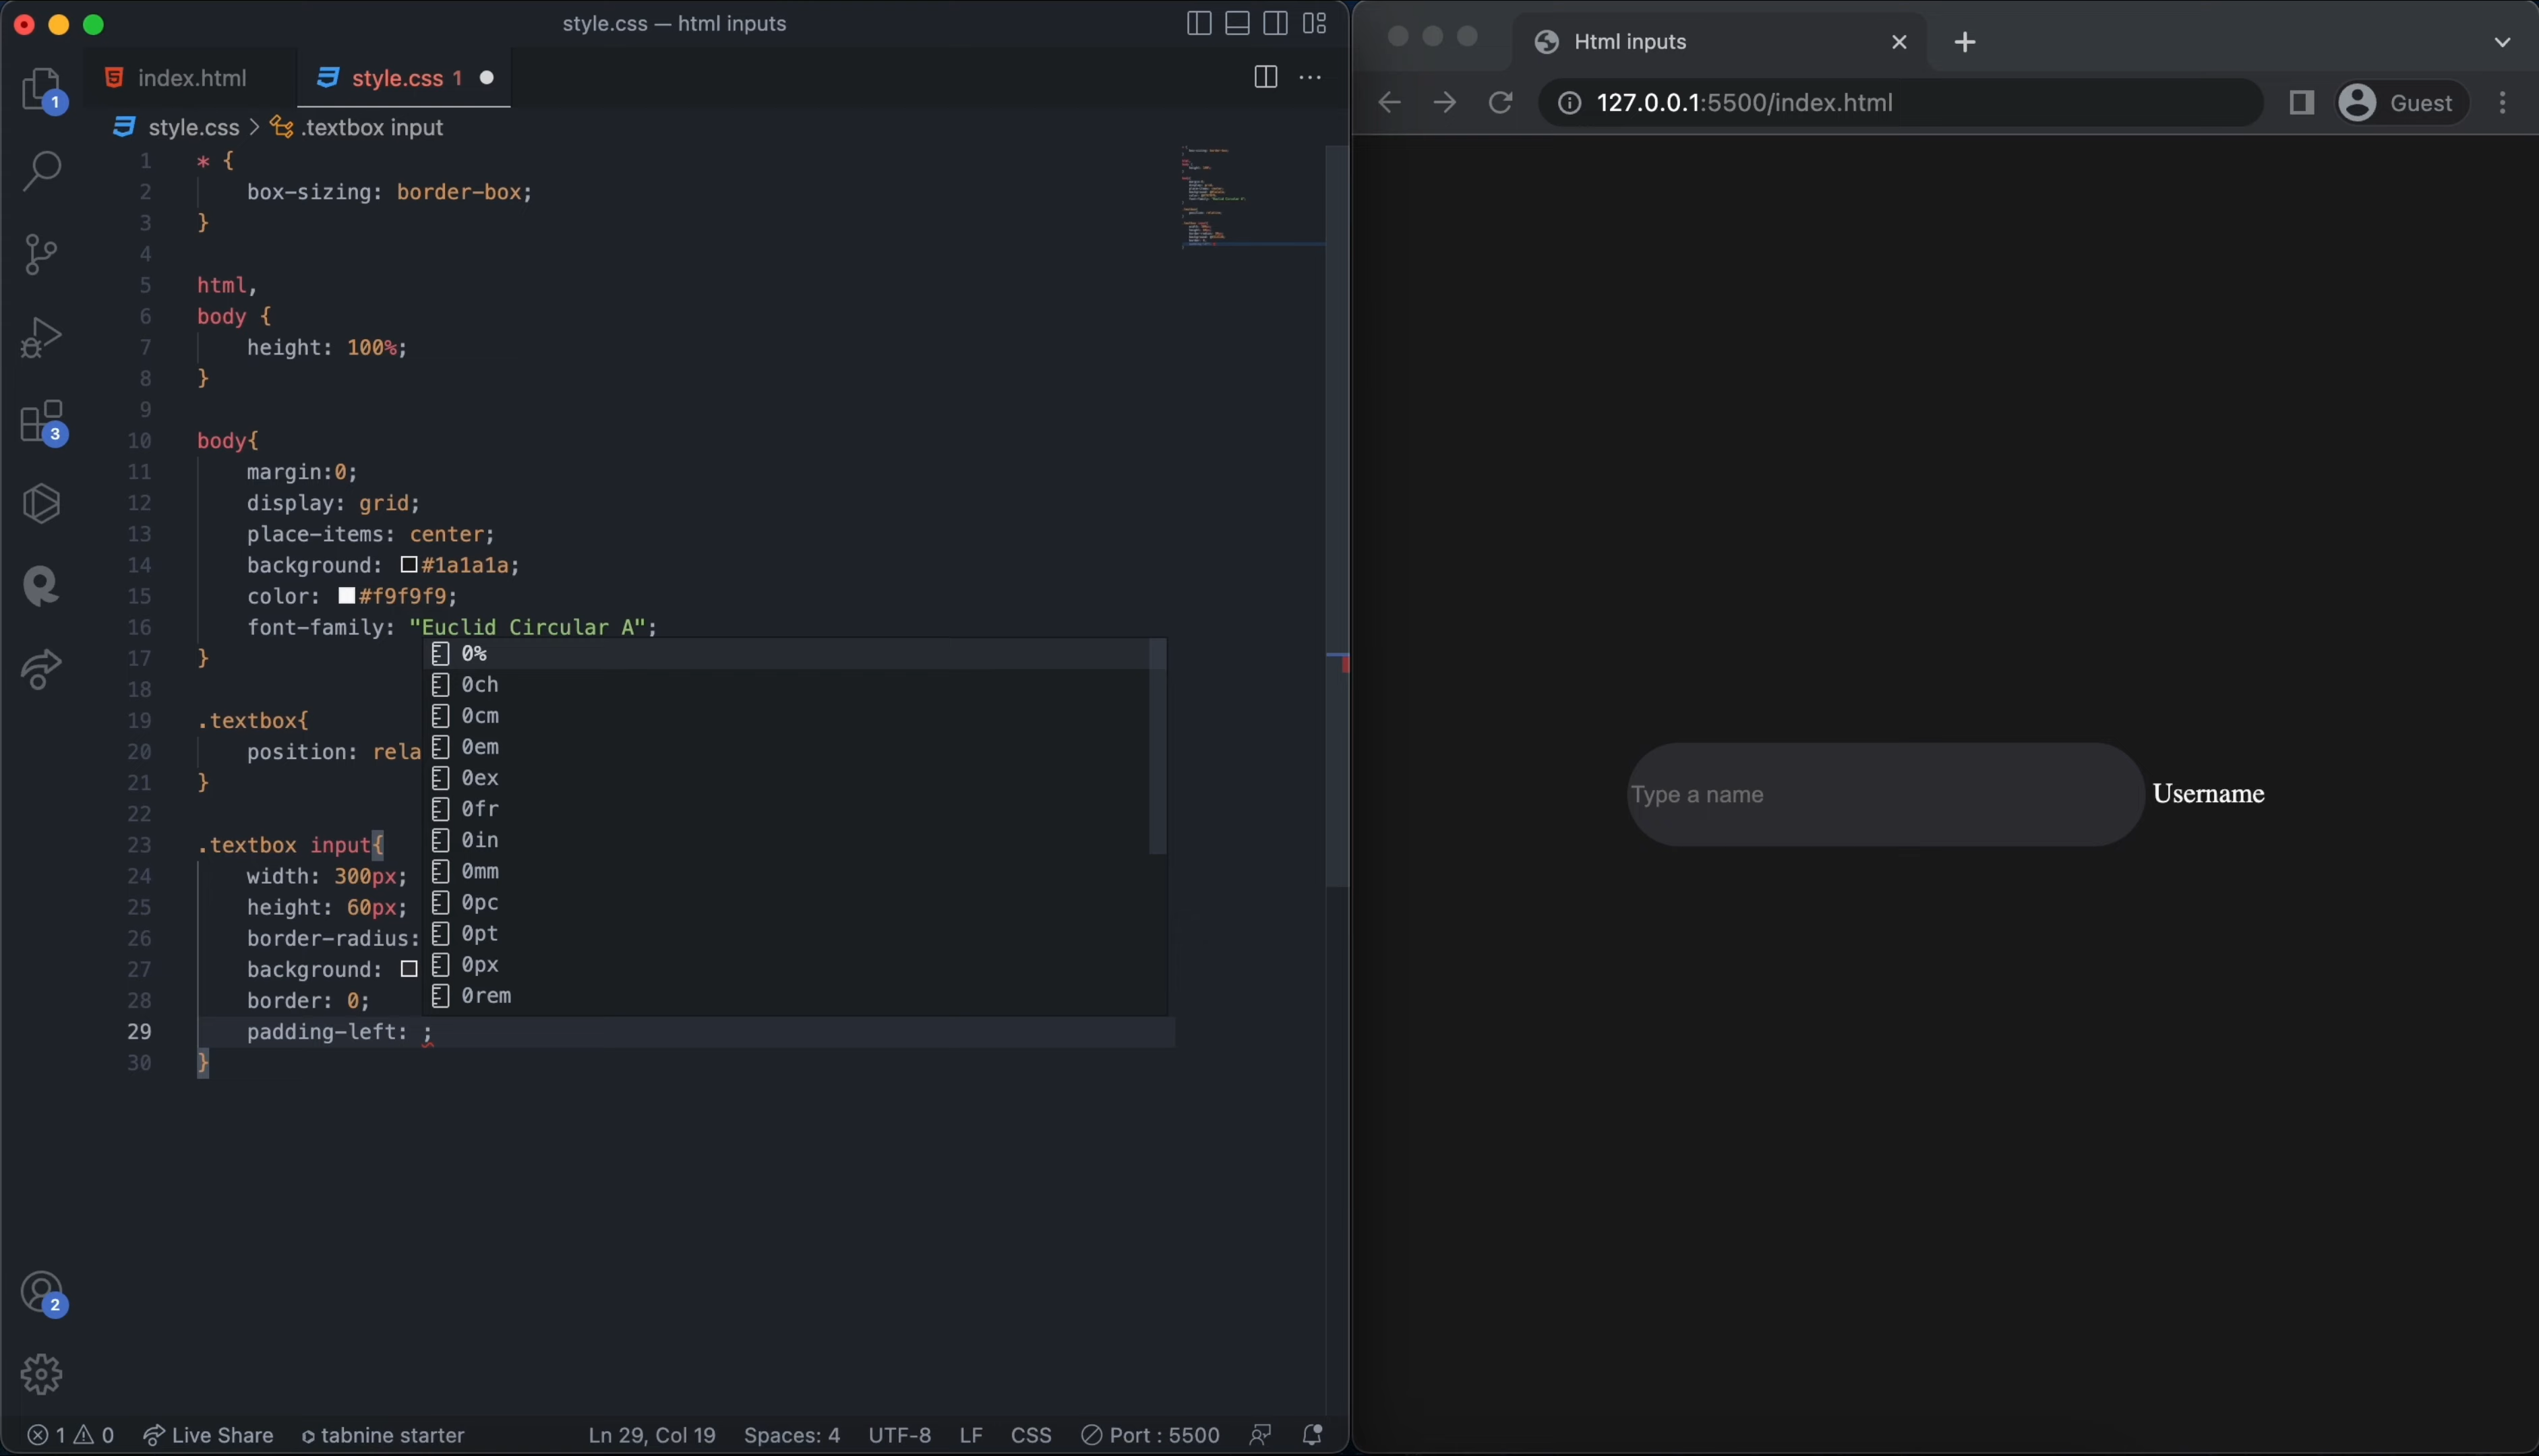 style.css — html inputs
index.html
style.css 1
style.css > .textbox input
1 * {
2 box-sizing: border-box;
3 }
4
5 html,
6 body {
7 height: 100%;
8 }
9
10 body{
11 margin:0;
12 display: grid;
13 place-items: center;
14 background: #1a1a1a;
15 color: #f9f9f9;
16 font-family: "Euclid Circular A";
17 }
18
19 .textbox{
20 position: rela
21 }
22
23 .textbox input{
24 width: 300px;
25 height: 60px;
26 border-radius:
27 background:
28 border: 0;
29 padding-left: ;
30 }
0%
0ch
0cm
0em
0ex
0fr
0in
0mm
0pc
0pt
0px
0rem
1
3
2
1 0 Live Share tabnine starter Ln 29, Col 19 Spaces: 4 UTF-8 LF CSS Port : 5500
Html inputs
127.0.0.1:5500/index.html
Guest
Type a name
Username